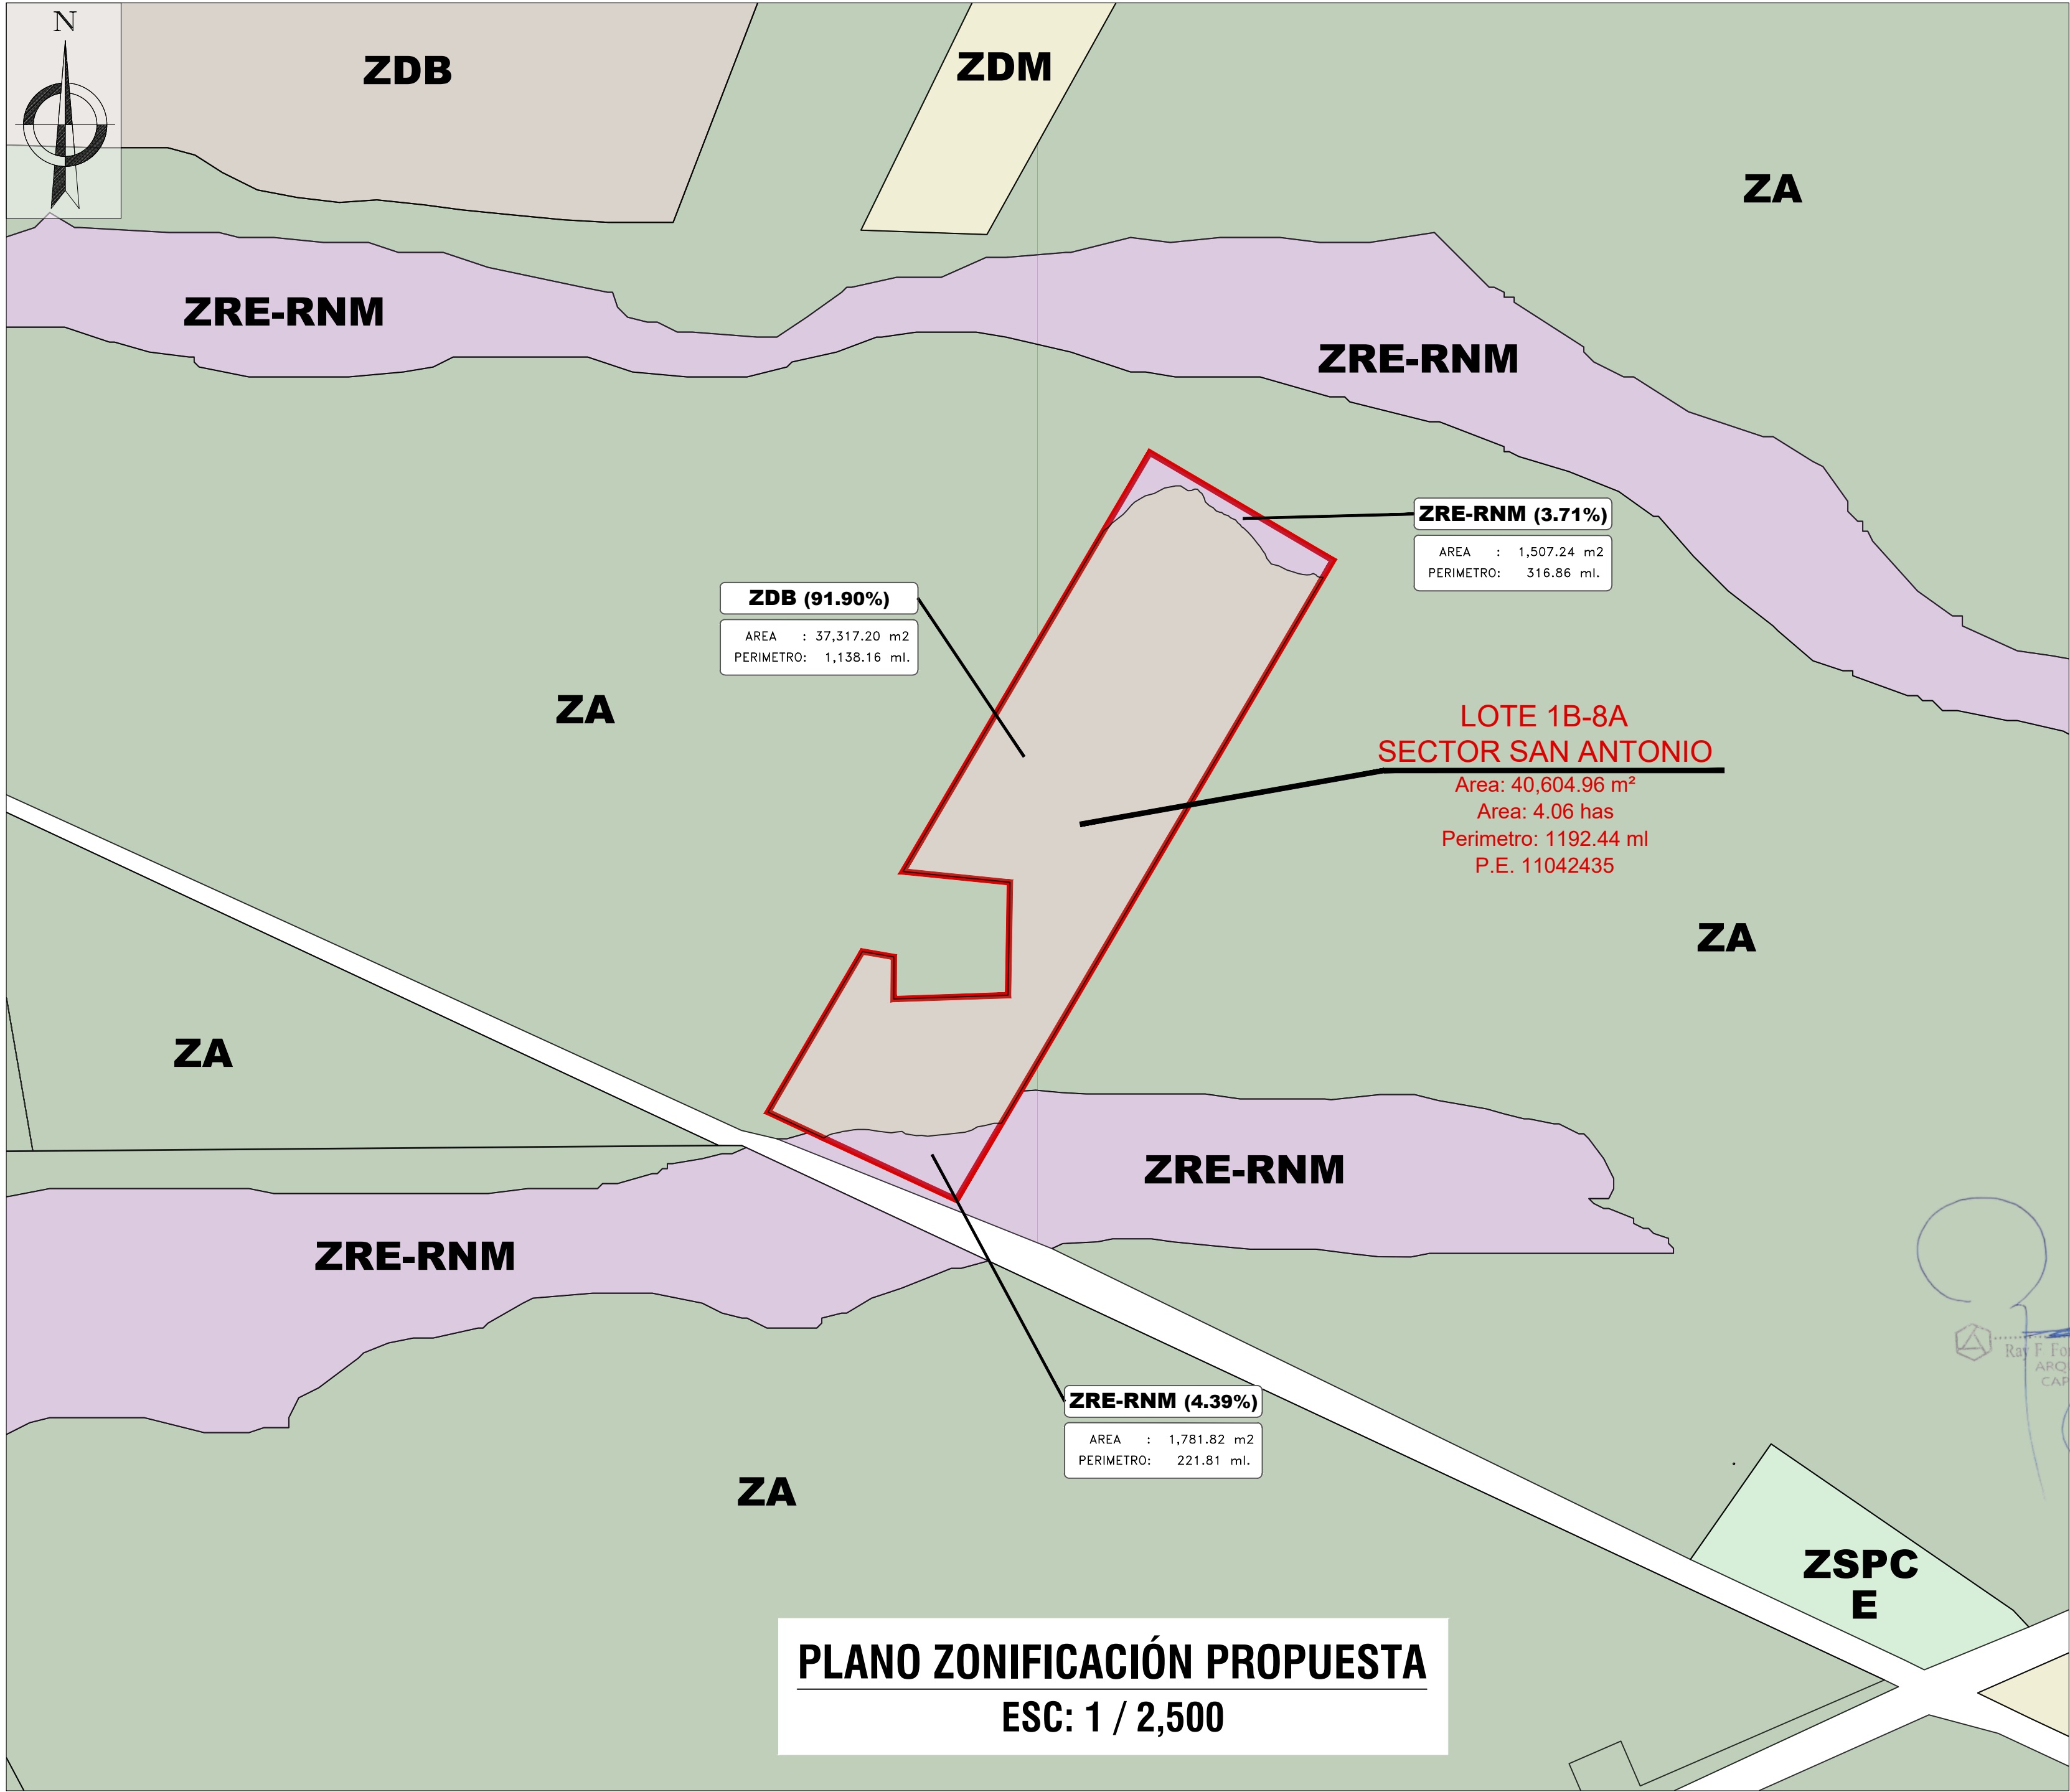 N
ZDB
ZDM
ZA
ZRE-RNM
ZRE-RNM
ZRE-RNM (3.71%)
AREA : 1,507.24 m2
PERIMETRO: 316.86 ml.
ZDB (91.90%)
AREA : 37,317.20 m2
PERIMETRO: 1,138.16 ml.
ZA
LOTE 1B-8A
SECTOR SAN ANTONIO
Area: 40,604.96 m²
Area: 4.06 has
Perimetro: 1192.44 ml
P.E. 11042435
ZA
ZA
ZRE-RNM
ZRE-RNM
Ray F Fo
ARQ
CAP
ZRE-RNM (4.39%)
AREA : 1,781.82 m2
PERIMETRO: 221.81 ml.
ZA
ZSPC
E
PLANO ZONIFICACIÓN PROPUESTA
ESC: 1 / 2,500